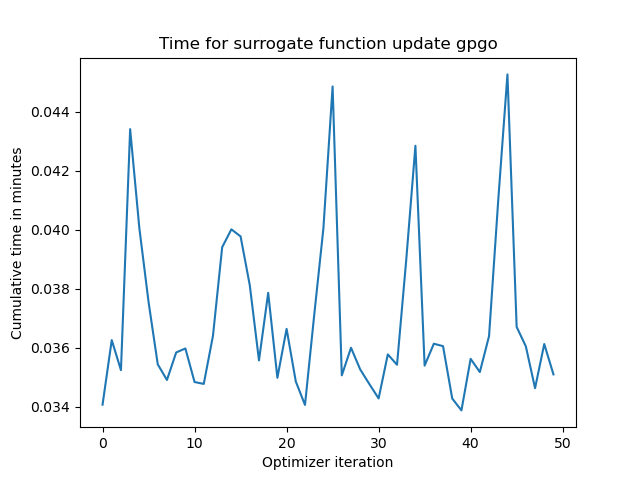 Time for surrogate function update gpgo
Cumulative time in minutes
0.044
0.042
0.040
0.038
0.036
0.034
0 10 20 30 40 50
Optimizer iteration